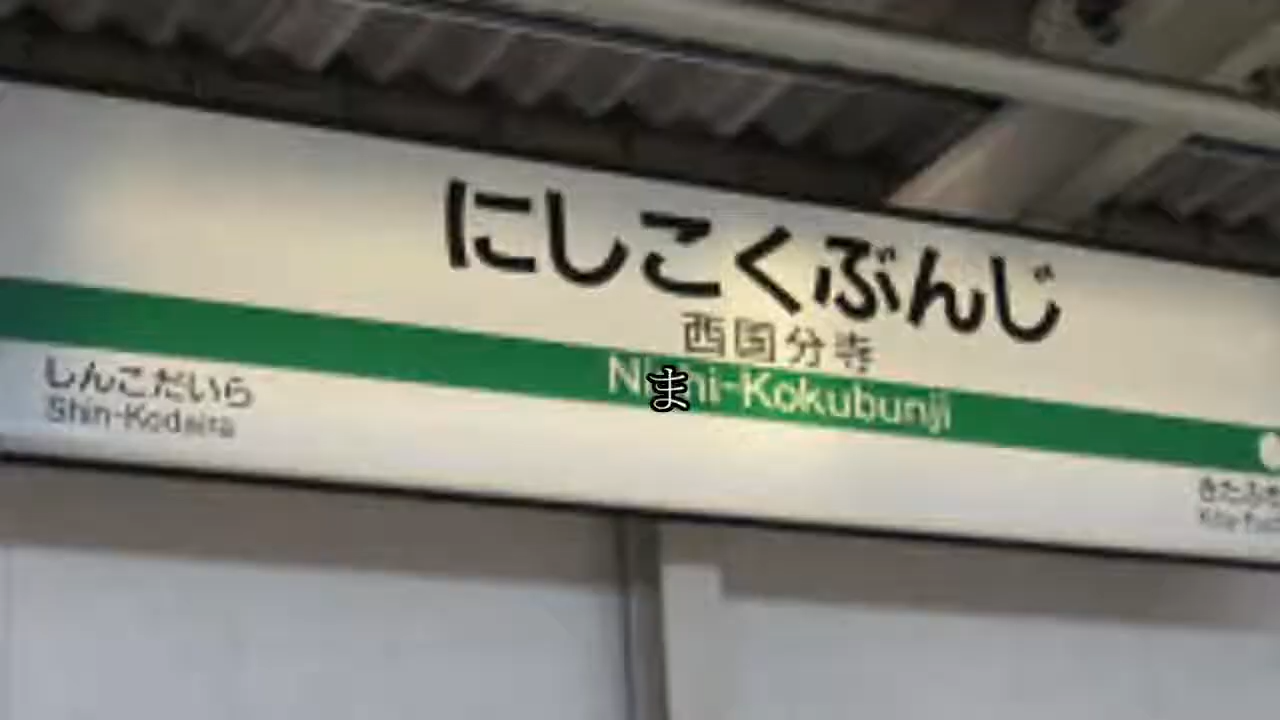 にしこくぶんじ
西国分寺
Nishi-Kokubunji
ま
しんこだいら
Shin-Kodaira